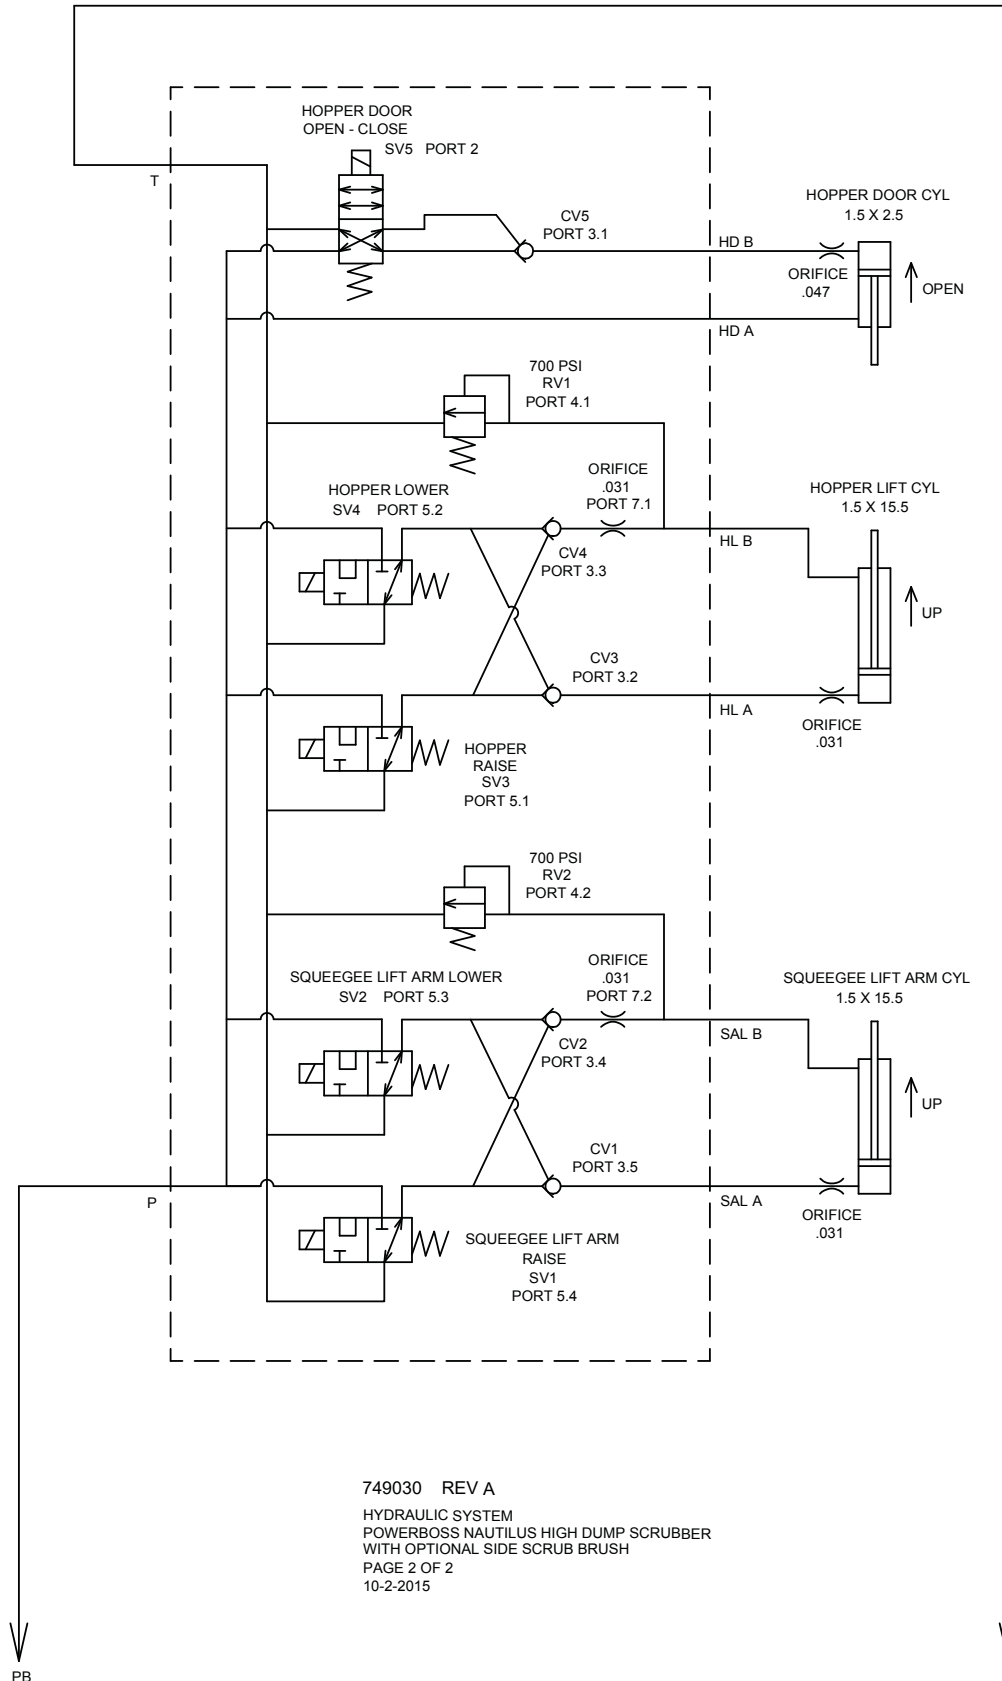 HOPPER DOOR
OPEN - CLOSE
SV5 PORT 2
T
CV5
PORT 3.1
HOPPER DOOR CYL
1.5 X 2.5
HD B
ORIFICE
.047
OPEN
HD A
700 PSI
RV1
PORT 4.1
HOPPER LOWER
SV4 PORT 5.2
ORIFICE
.031
PORT 7.1
HOPPER LIFT CYL
1.5 X 15.5
CV4
PORT 3.3
HL B
UP
CV3
PORT 3.2
HL A
ORIFICE
.031
HOPPER
RAISE
SV3
PORT 5.1
700 PSI
RV2
PORT 4.2
SQUEEGEE LIFT ARM LOWER
SV2 PORT 5.3
ORIFICE
.031
PORT 7.2
SQUEEGEE LIFT ARM CYL
1.5 X 15.5
CV2
PORT 3.4
SAL B
UP
CV1
PORT 3.5
P
SAL A
ORIFICE
.031
SQUEEGEE LIFT ARM
RAISE
SV1
PORT 5.4
749030 REV A
HYDRAULIC SYSTEM
POWERBOSS NAUTILUS HIGH DUMP SCRUBBER
WITH OPTIONAL SIDE SCRUB BRUSH
PAGE 2 OF 2
10-2-2015
PB